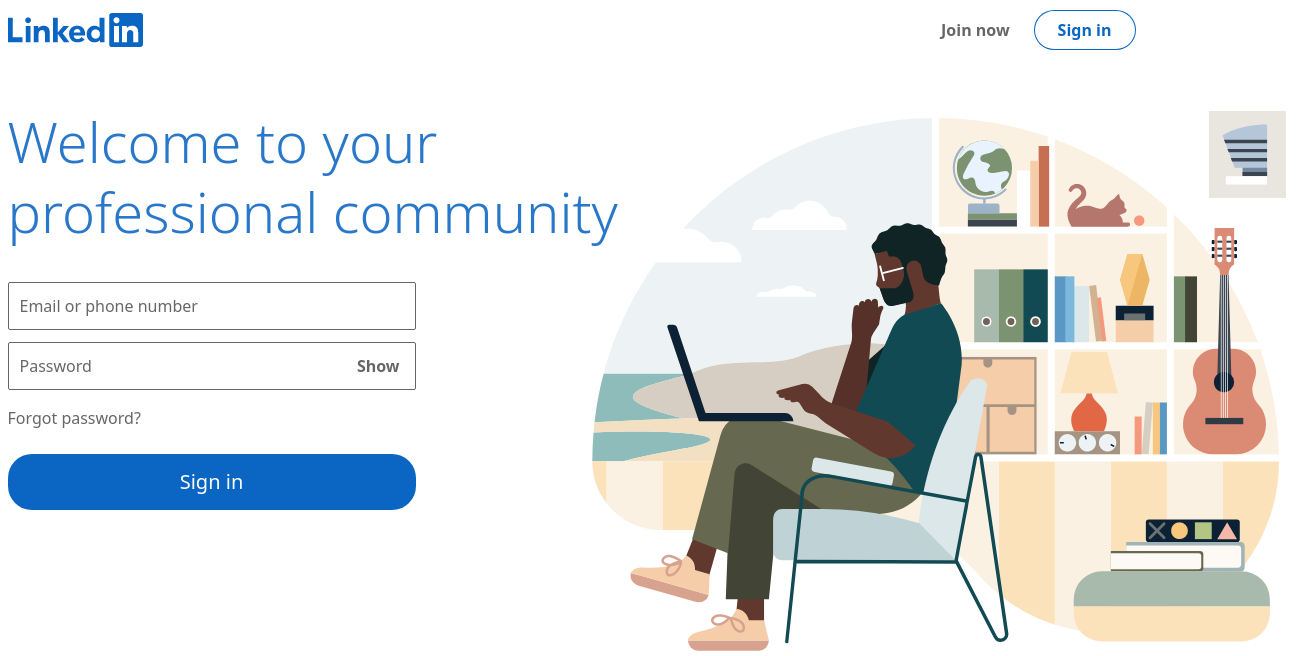 Linkedin
Join now
Sign in
Welcome to your
professional community
Email or phone number
Password
Show
Forgot password?
Sign in